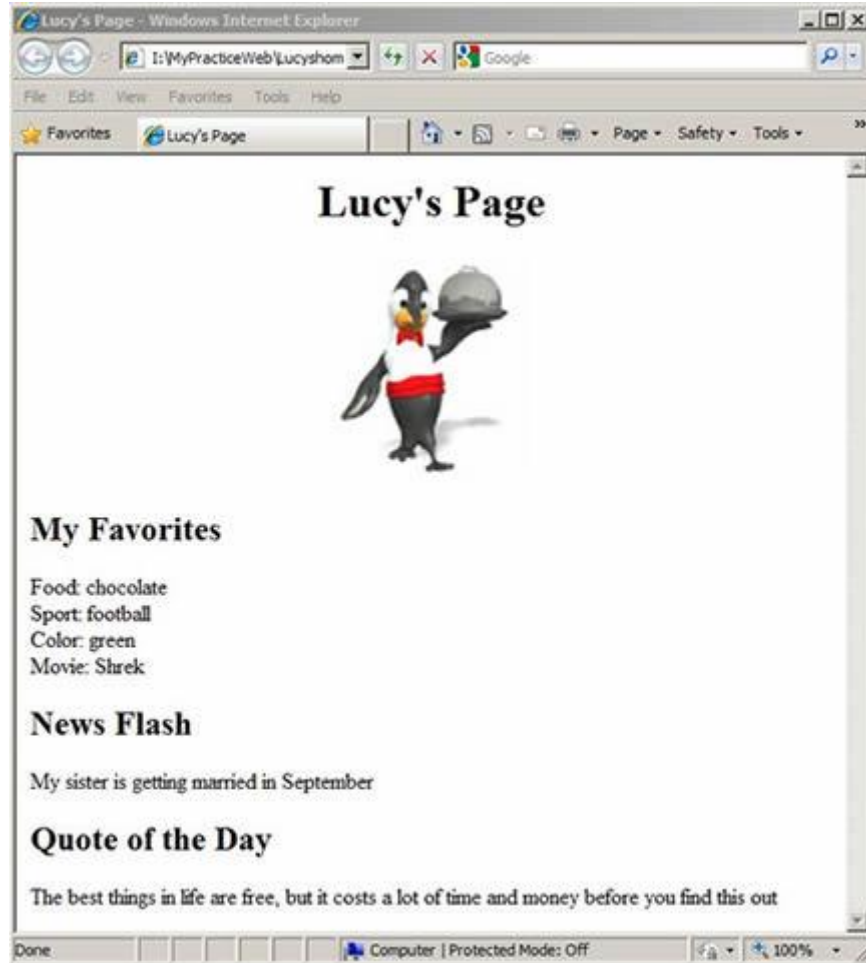 Lucy's Page - Windows Internet Explorer
I:\MyPracticeWeb\Lucyshom
Google
File Edit View Favorites Tools Help
Favorites Lucy's Page Page Safety Tools »
Lucy's Page
My Favorites
Food: chocolate
Sport: football
Color: green
Movie: Shrek
News Flash
My sister is getting married in September
Quote of the Day
The best things in life are free, but it costs a lot of time and money before you find this out
Done Computer | Protected Mode: Off 100%